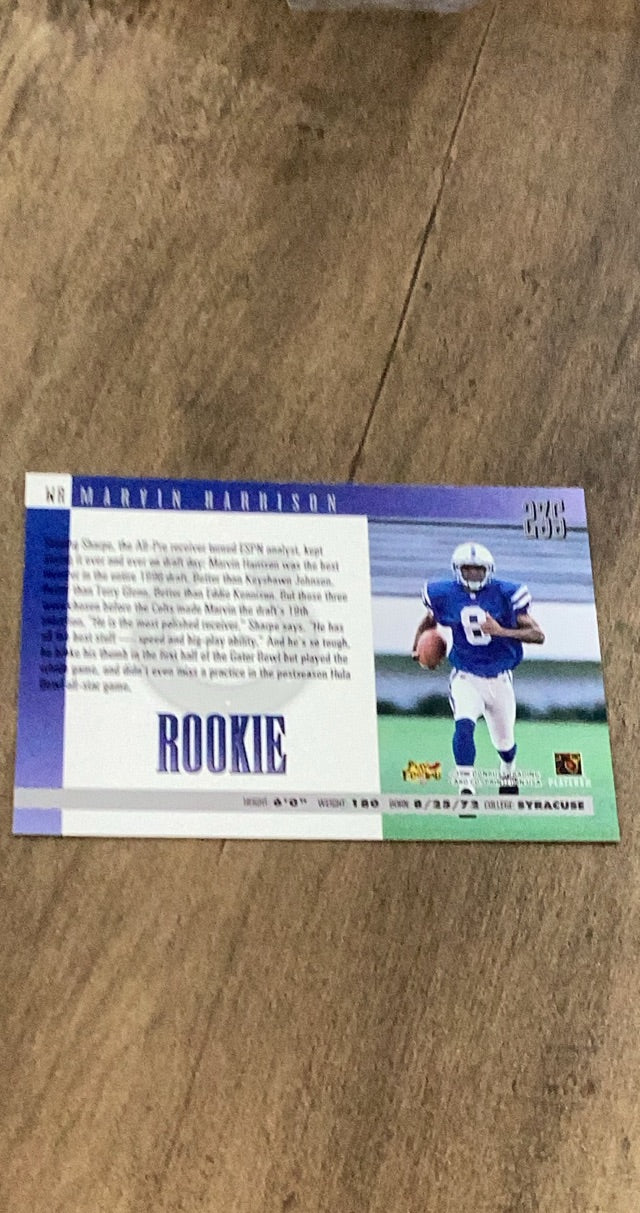 WR MARVIN HARRISON
236
Sharpe, the All-Pro receiver turned ESPN analyst, kept
it over and over on draft day: Marvin Harrison was the best
receiver in the entire 1996 draft. Better than Keyshawn Johnson.
than Terry Glenn. Better than Eddie Kennison. But those three
were chosen before the Colts made Marvin the draft's 19th
selection. "He is the most polished receiver," Sharpe says. "He has
all the best stuff — speed and big-play ability." And he's so tough,
he broke his thumb in the first half of the Gator Bowl but played the
whole game, and didn't even miss a practice in the postseason Hula
Bowl all-star game.
8
ROOKIE
PLAYERS
HEIGHT 6'0" WEIGHT 180 BORN 8/25/72 COLLEGE SYRACUSE